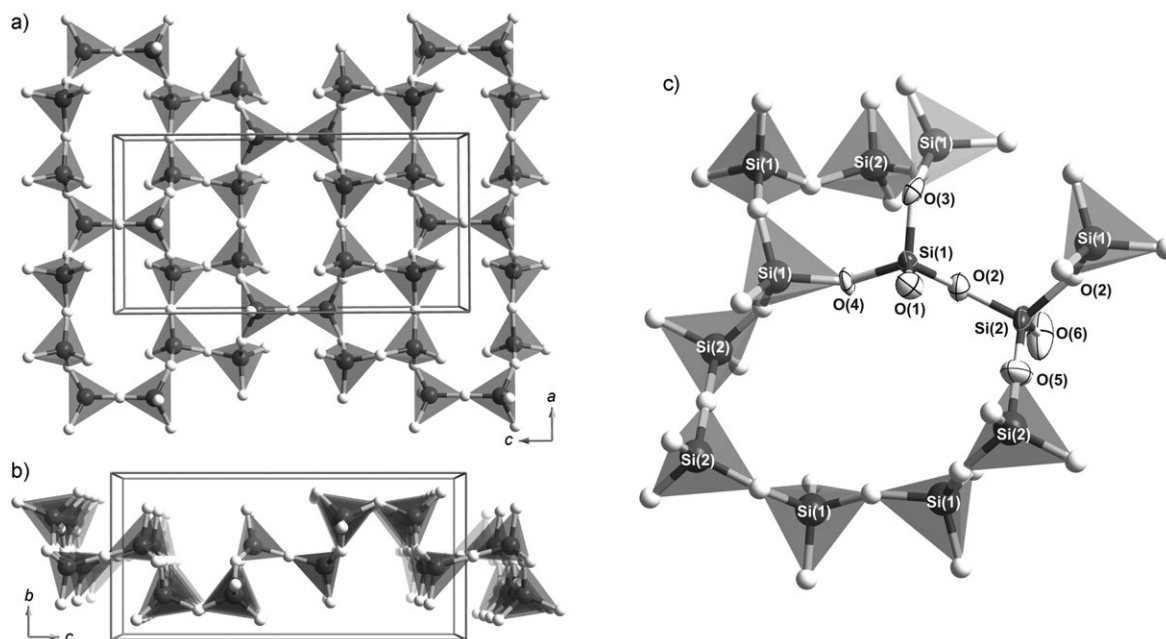 a)
a
c
b)
b
c
c)
Si(1)
Si(1)
Si(2)
O(3)
Si(1)
Si(1)
Si(1)
O(2)
O(4)
O(1)
O(2)
Si(2)
O(6)
Si(2)
O(5)
Si(2)
Si(2)
Si(1)
Si(1)